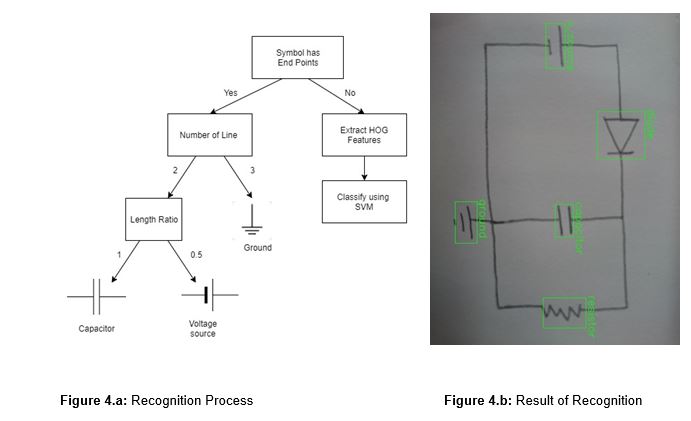 Symbol has
End Points
Yes
No
Number of Line
Extract HOG
Features
2
3
Classify using
SVM
Length Ratio
Ground
1
0.5
Capacitor
Voltage
source
diode
ground
capacitor
resistor
Figure 4.a: Recognition Process
Figure 4.b: Result of Recognition